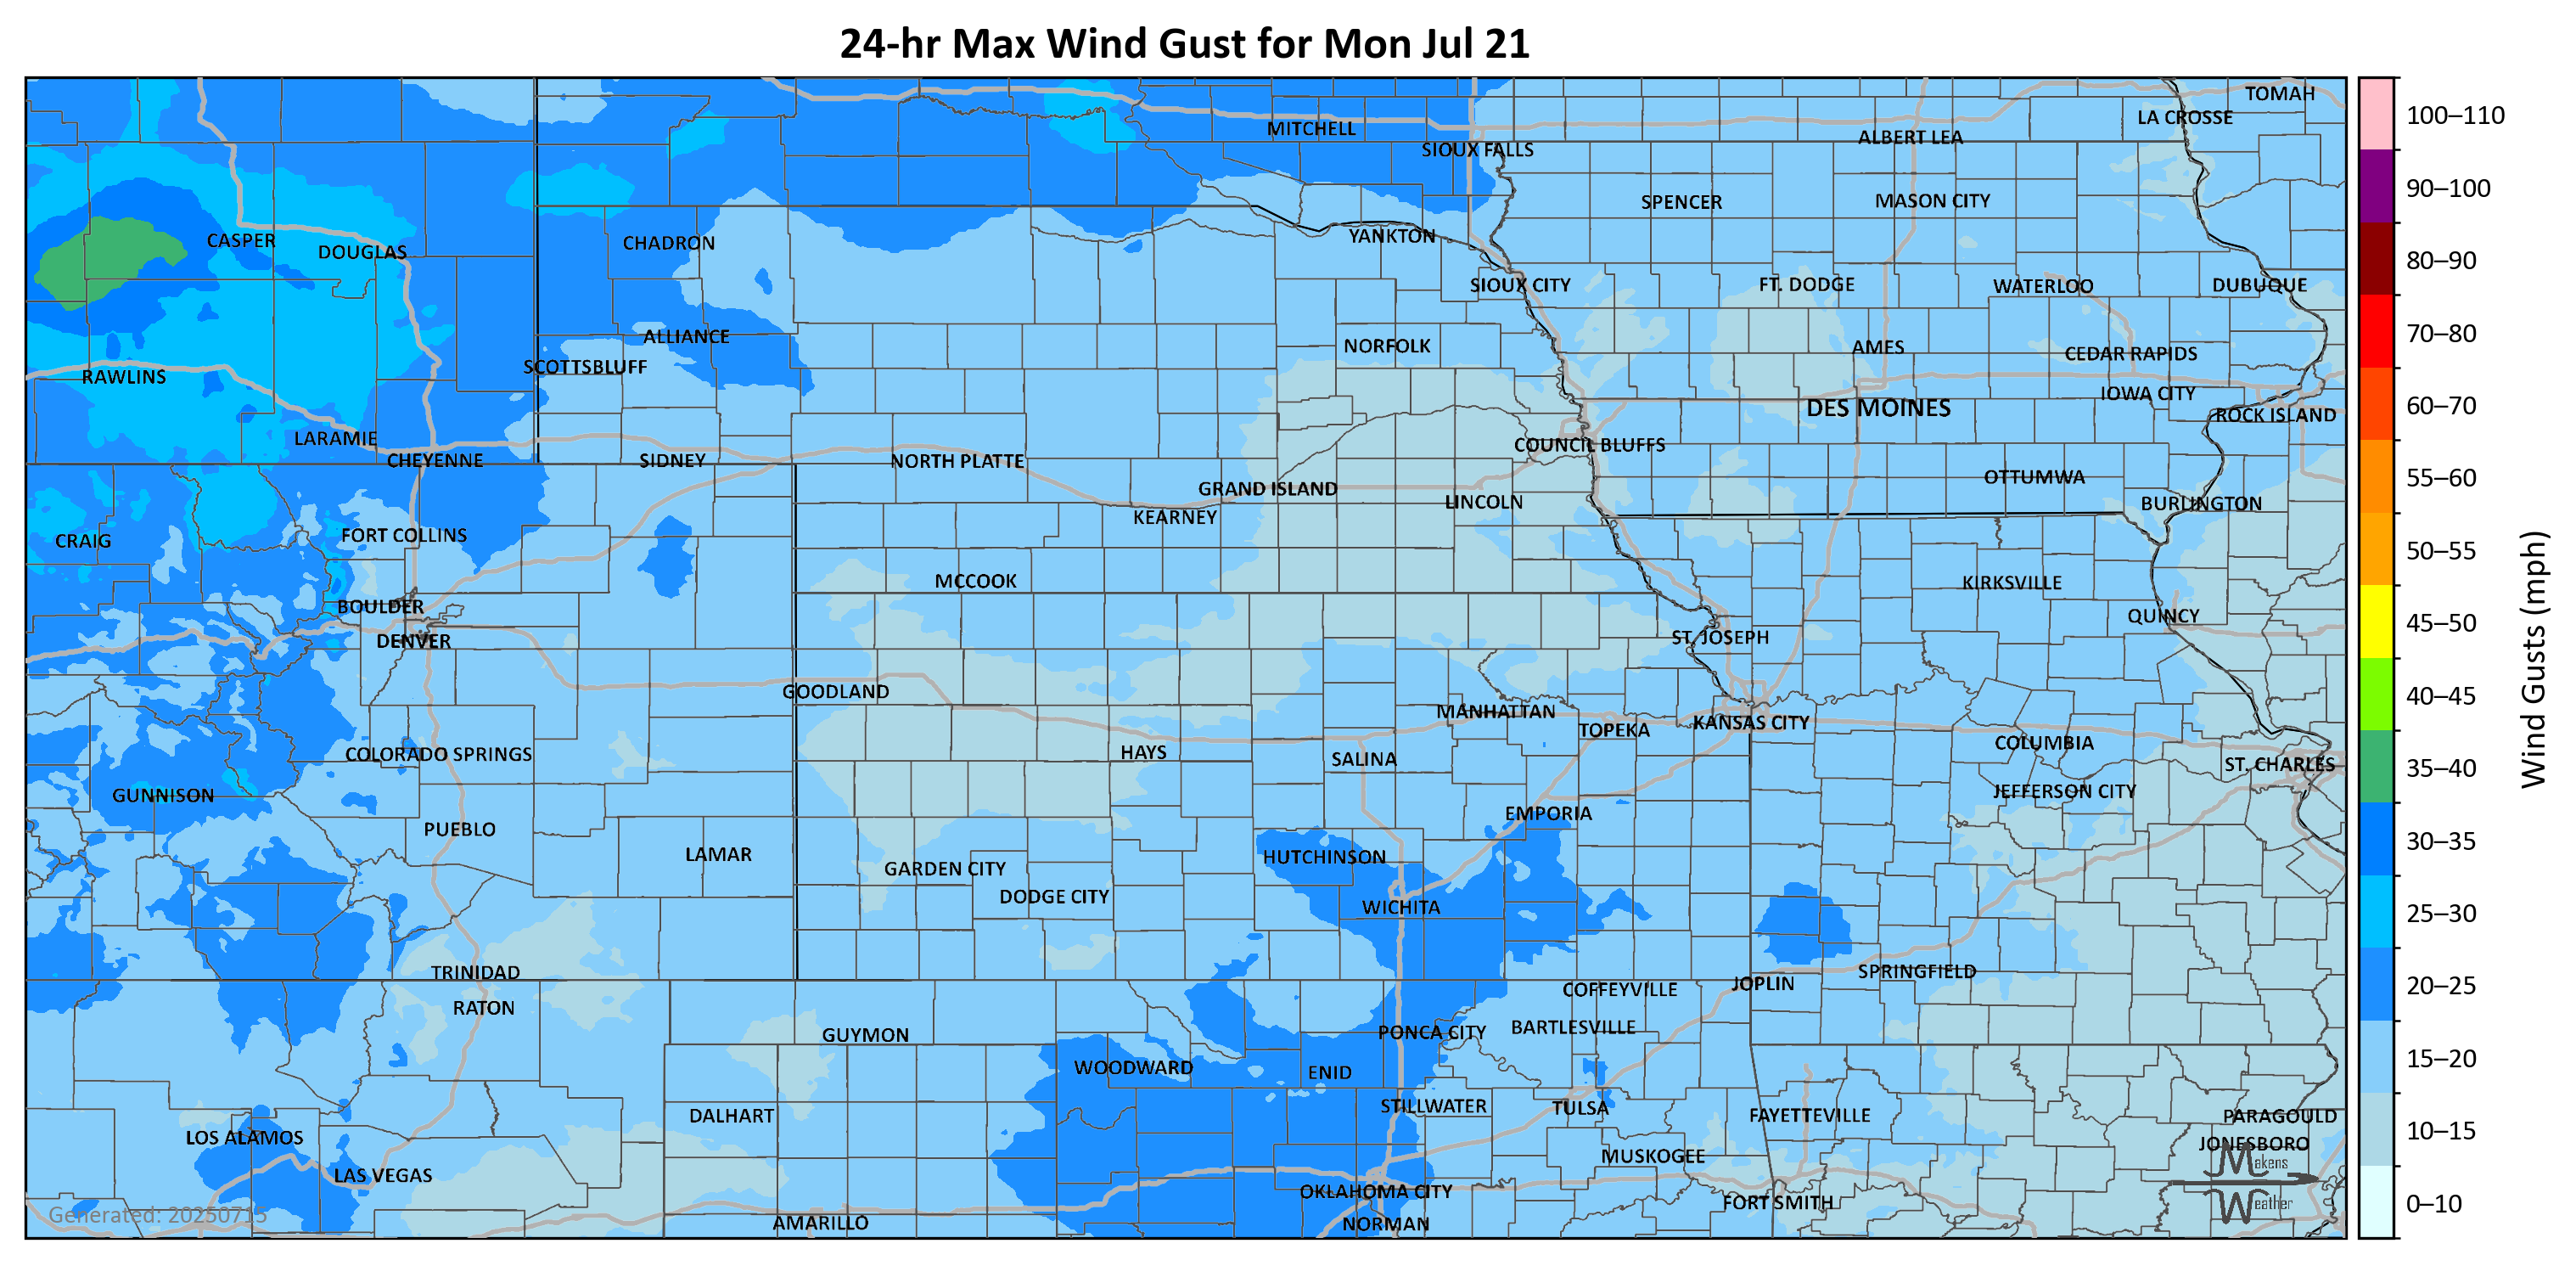 24-hr Max Wind Gust for Mon Jul 21
TOMAH
LA CROSSE
MITCHELL
ALBERT LEA
SIOUX FALLS
SPENCER
MASON CITY
CASPER
DOUGLAS
CHADRON
YANKTON
SIOUX CITY
FT. DODGE
WATERLOO
DUBUQUE
ALLIANCE
NORFOLK
AMES
CEDAR RAPIDS
SCOTTSBLUFF
RAWLINS
IOWA CITY
DES MOINES
ROCK ISLAND
LARAMIE
COUNCIL BLUFFS
CHEYENNE
SIDNEY
NORTH PLATTE
OTTUMWA
GRAND ISLAND
LINCOLN
BURLINGTON
KEARNEY
FORT COLLINS
CRAIG
MCCOOK
KIRKSVILLE
BOULDER
QUINCY
DENVER
ST. JOSEPH
GOODLAND
MANHATTAN
KANSAS CITY
TOPEKA
COLUMBIA
COLORADO SPRINGS
HAYS
SALINA
ST. CHARLES
GUNNISON
JEFFERSON CITY
EMPORIA
PUEBLO
LAMAR
HUTCHINSON
GARDEN CITY
DODGE CITY
WICHITA
TRINIDAD
SPRINGFIELD
JOPLIN
COFFEYVILLE
RATON
GUYMON
PONCA CITY
BARTLESVILLE
WOODWARD
ENID
STILLWATER
TULSA
DALHART
FAYETTEVILLE
PARAGOULD
LOS ALAMOS
JONESBORO
MUSKOGEE
LAS VEGAS
OKLAHOMA CITY
FORT SMITH
AMARILLO
NORMAN
Generated: 20250715
Makens
Weather
100–110
90–100
80–90
70–80
60–70
55–60
50–55
45–50
40–45
35–40
30–35
25–30
20–25
15–20
10–15
0–10
Wind Gusts (mph)